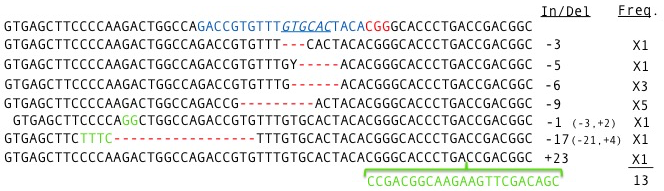 In/Del Freq.
GTGAGCTTCCCCAAGACTGGCCAGACCGTGTTTGTGCACTACACGGGCACCCTGACCGACGGC
GTGAGCTTCCCCAAGACTGGCCAGACCGTGTTT---CACTACACGGGCACCCTGACCGACGGC -3 X1
GTGAGCTTCCCCAAGACTGGCCAGACCGTGTTTGY-----ACACGGGCACCCTGACCGACGGC -5 X1
GTGAGCTTCCCCAAGACTGGCCAGACCGTGTTTG------ACACGGGCACCCTGACCGACGGC -6 X3
GTGAGCTTCCCCAAGACTGGCCAGACCG---------ACTACACGGGCACCCTGACCGACGGC -9 X5
GTGAGCTTCCCCAGGCTGGCCAGACCGTGTTTGTGCACTACACGGGCACCCTGACCGACGGC -1 (-3,+2) X1
GTGAGCTTCTTTC-----------------TTTGTGCACTACACGGGCACCCTGACCGACGGC -17(-21,+4) X1
GTGAGCTTCCCCAAGACTGGCCAGACCGTGTTTGTGCACTACACGGGCACCCTGACCGACGGC +23 X1
CCGACGGCAAGAAGTTCGACAGC 13